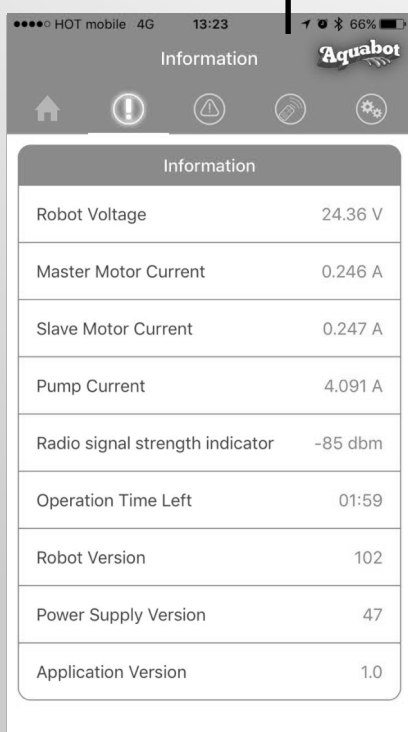 HOT mobile 4G 13:23 66%
Information
Aquabot
Information
Robot Voltage 24.36 V
Master Motor Current 0.246 A
Slave Motor Current 0.247 A
Pump Current 4.091 A
Radio signal strength indicator -85 dbm
Operation Time Left 01:59
Robot Version 102
Power Supply Version 47
Application Version 1.0